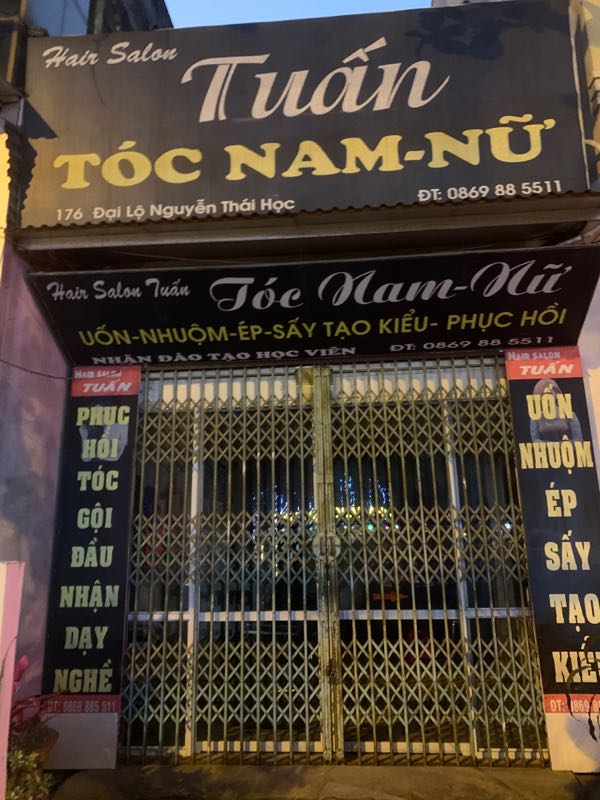 Hair Salon
Tuấn
TÓC NAM-NỮ
176 Đại Lộ Nguyễn Thái Học
ĐT: 0869 88 5511
Hair Salon Tuấn
Tóc Nam-Nữ
UỐN-NHUỘM-ÉP-SẤY TẠO KIỂU- PHỤC HỒI
NHẬN ĐÀO TẠO HỌC VIÊN
ĐT: 0869 88 5511
HAIR SALON
TUẤN
PHỤC
HỒI
TÓC
GỘI
ĐẦU
NHẬN
DẠY
NGHỀ
ĐT: 0869 885 511
HAIR SALON
TUẤN
UỐN
NHUỘM
ÉP
SẤY
TẠO
KIỂU
ĐT: 0869